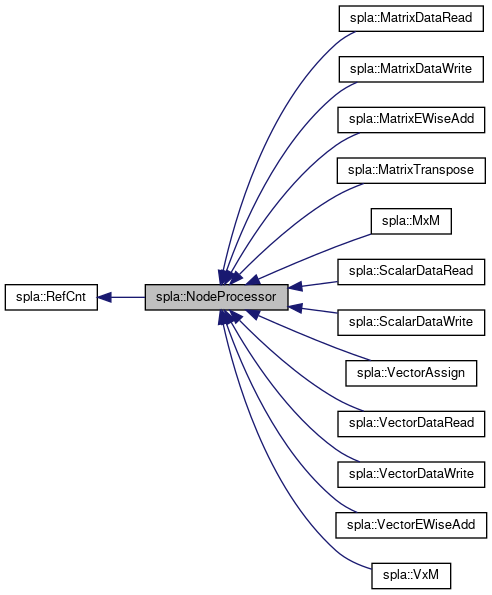 spla::MatrixDataRead
spla::MatrixDataWrite
spla::MatrixEWiseAdd
spla::MatrixTranspose
spla::MxM
spla::ScalarDataRead
spla::RefCnt
spla::NodeProcessor
spla::ScalarDataWrite
spla::VectorAssign
spla::VectorDataRead
spla::VectorDataWrite
spla::VectorEWiseAdd
spla::VxM